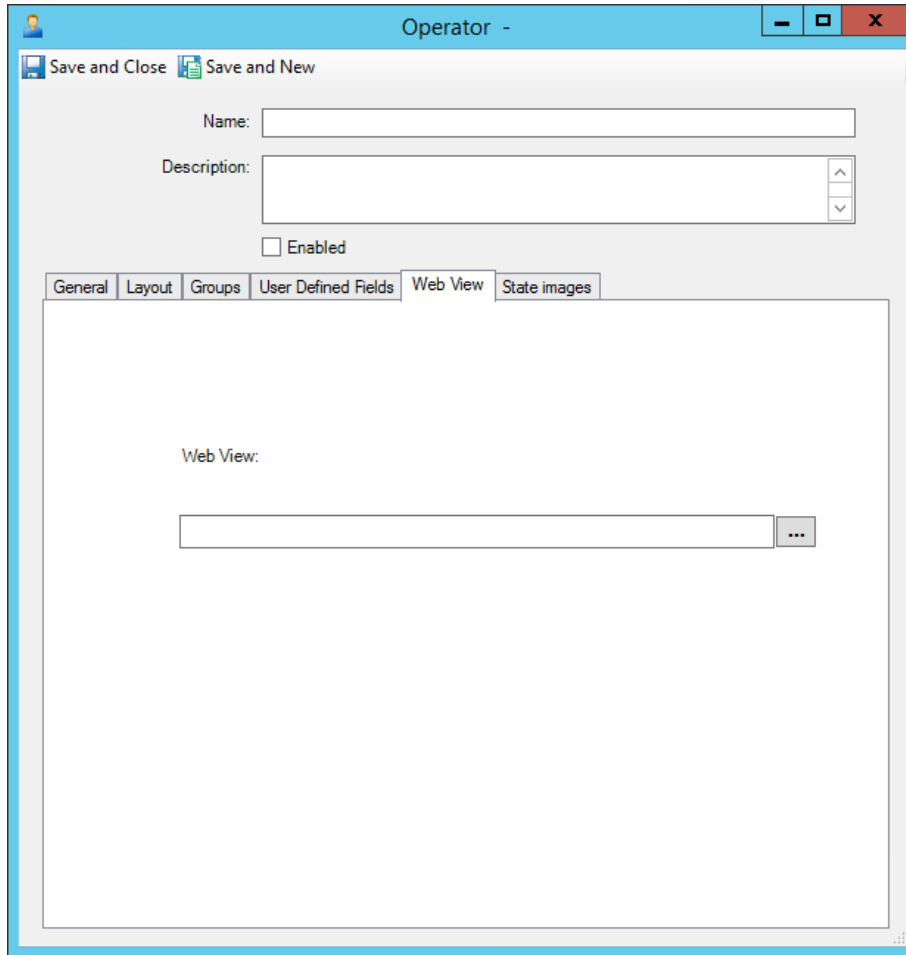 Operator -
Save and Close Save and New
Name:
Description:
Enabled
General Layout Groups User Defined Fields Web View State images
Web View:
...